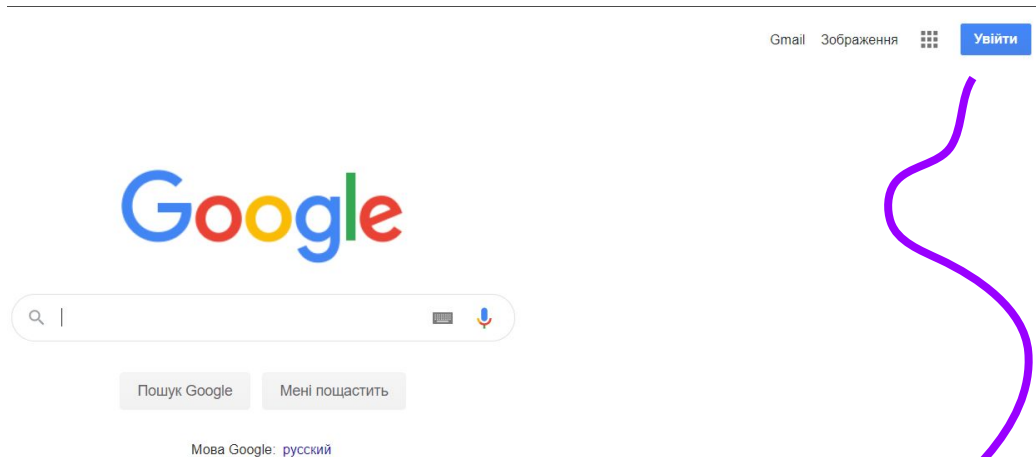 Gmail Зображення Увійти
Google
Пошук Google Мені пощастить
Мова Google: русский